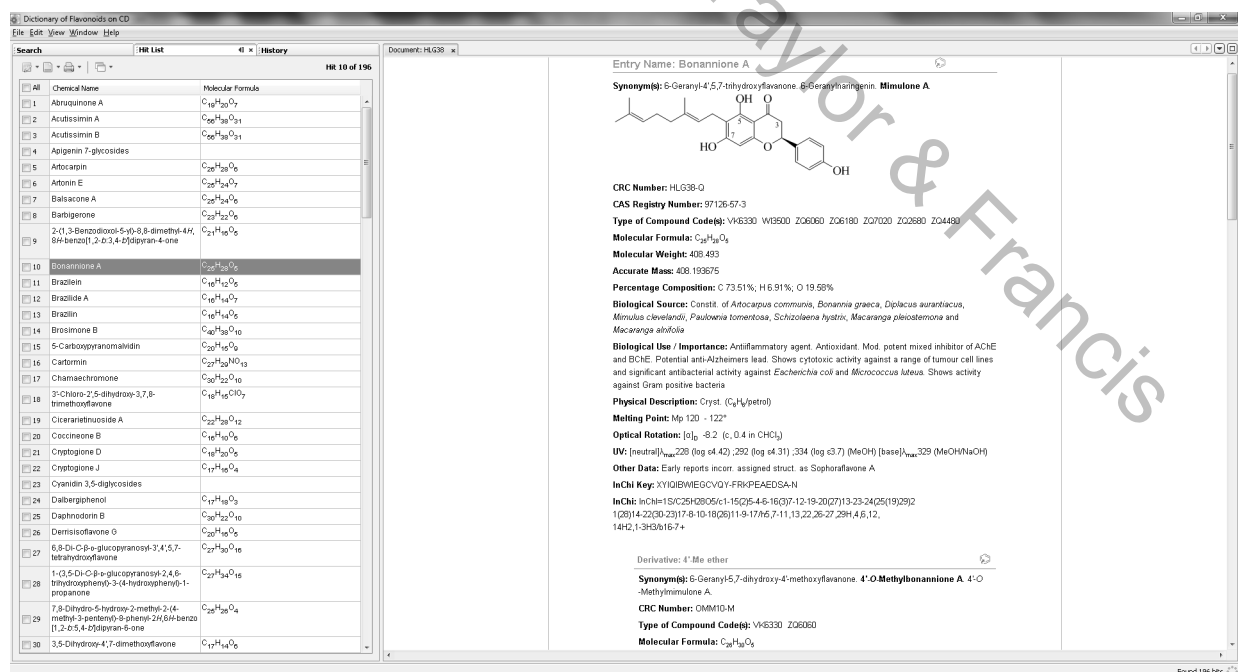 Dictionary of Flavonoids on CD
File Edit View Window Help
Search Hit List History
Hit 10 of 196
All Chemical Name Molecular Formula
1 Abruquinone A C19H20O7
2 Acutissimin A C56H38O31
3 Acutissimin B C56H38O31
4 Apigenin 7-glycosides
5 Artocarpin C26H28O6
6 Artonin E C25H24O7
7 Balsacone A C25H24O6
8 Barbigerone C23H22O6
9 2-(1,3-Benzodioxol-5-yl)-8,8-dimethyl-4H, C21H16O5
8H-benzo[1,2-b:3,4-b']dipyran-4-one
10 Bonannione A C25H28O5
11 Brazilein C16H12O5
12 Brazilide A C16H14O7
13 Brazilin C16H14O5
14 Brosimone B C40H38O10
15 5-Carboxypyranomalvidin C20H15O9
16 Cartormin C27H29NO13
17 Chamaechromone C30H22O10
18 3'-Chloro-2',5-dihydroxy-3,7,8- C18H15ClO7
trimethoxyflavone
19 Cicerarietinuoside A C22H28O12
20 Coccineone B C16H10O6
21 Cryptogione D C18H20O5
22 Cryptogione J C17H16O4
23 Cyanidin 3,5-diglycosides
24 Dalbergiphenol C17H18O3
25 Daphnodorin B C30H22O10
26 Derrisisoflavone G C20H16O5
27 6,8-Di-C-β-D-glucopyranosyl-3',4',5,7- C27H30O16
tetrahydroxyflavone
28 1-(3,5-Di-C-β-D-glucopyranosyl-2,4,6- C27H34O15
trihydroxyphenyl)-3-(4-hydroxyphenyl)-1-
propanone
29 7,8-Dihydro-5-hydroxy-2-methyl-2-(4- C25H26O4
methyl-3-pentenyl)-8-phenyl-2H,6H-benzo
[1,2-b:5,4-b']dipyran-6-one
30 3,5-Dihydroxy-4',7-dimethoxyflavone C17H14O6
Document: HLG38
Entry Name: Bonannione A
Synonym(s): 6-Geranyl-4',5,7-trihydroxyflavanone. 6-Geranylnaringenin. Mimulone A.
OH O
5 3
7
HO O
OH
CRC Number: HLG38-Q
CAS Registry Number: 97126-57-3
Type of Compound Code(s): VK6330 WI3500 ZQ6060 ZQ6180 ZQ7020 ZQ2680 ZQ4480
Molecular Formula: C25H28O5
Molecular Weight: 408.493
Accurate Mass: 408.193675
Percentage Composition: C 73.51%; H 6.91%; O 19.58%
Biological Source: Constit. of Artocarpus communis, Bonannia graeca, Diplacus aurantiacus,
Mimulus clevelandii, Paulownia tomentosa, Schizolaena hystrix, Macaranga pleiostemona and
Macaranga alnifolia
Biological Use / Importance: Antiiflammatory agent. Antioxidant. Mod. potent mixed inhibitor of AChE
and BChE. Potential anti-Alzheimers lead. Shows cytotoxic activity against a range of tumour cell lines
and significant antibacterial activity against Escherichia coli and Micrococcus luteus. Shows activity
against Gram positive bacteria
Physical Description: Cryst. (C6H6/petrol)
Melting Point: Mp 120 - 122°
Optical Rotation: [α]D -8.2 (c, 0.4 in CHCl3)
UV: [neutral]λmax228 (log ε4.42) ;292 (log ε4.31) ;334 (log ε3.7) (MeOH) [base]λmax329 (MeOH/NaOH)
Other Data: Early reports incorr. assigned struct. as Sophoraflavone A
InChi Key: XYIQIBWIEGCVQY-FRKPEAEDSA-N
InChi: InChI=1S/C25H28O5/c1-15(2)5-4-6-16(3)7-12-19-20(27)13-23-24(25(19)29)2
1(28)14-22(30-23)17-8-10-18(26)11-9-17/h5,7-11,13,22,26-27,29H,4,6,12,
14H2,1-3H3/b16-7+
Derivative: 4'-Me ether
Synonym(s): 6-Geranyl-5,7-dihydroxy-4'-methoxyflavanone. 4'-O-Methylbonannione A. 4'-O
-Methylmimulone A.
CRC Number: OMM10-M
Type of Compound Code(s): VK6330 ZQ6060
Molecular Formula: C26H30O5
Found 196 hits
Taylor & Francis